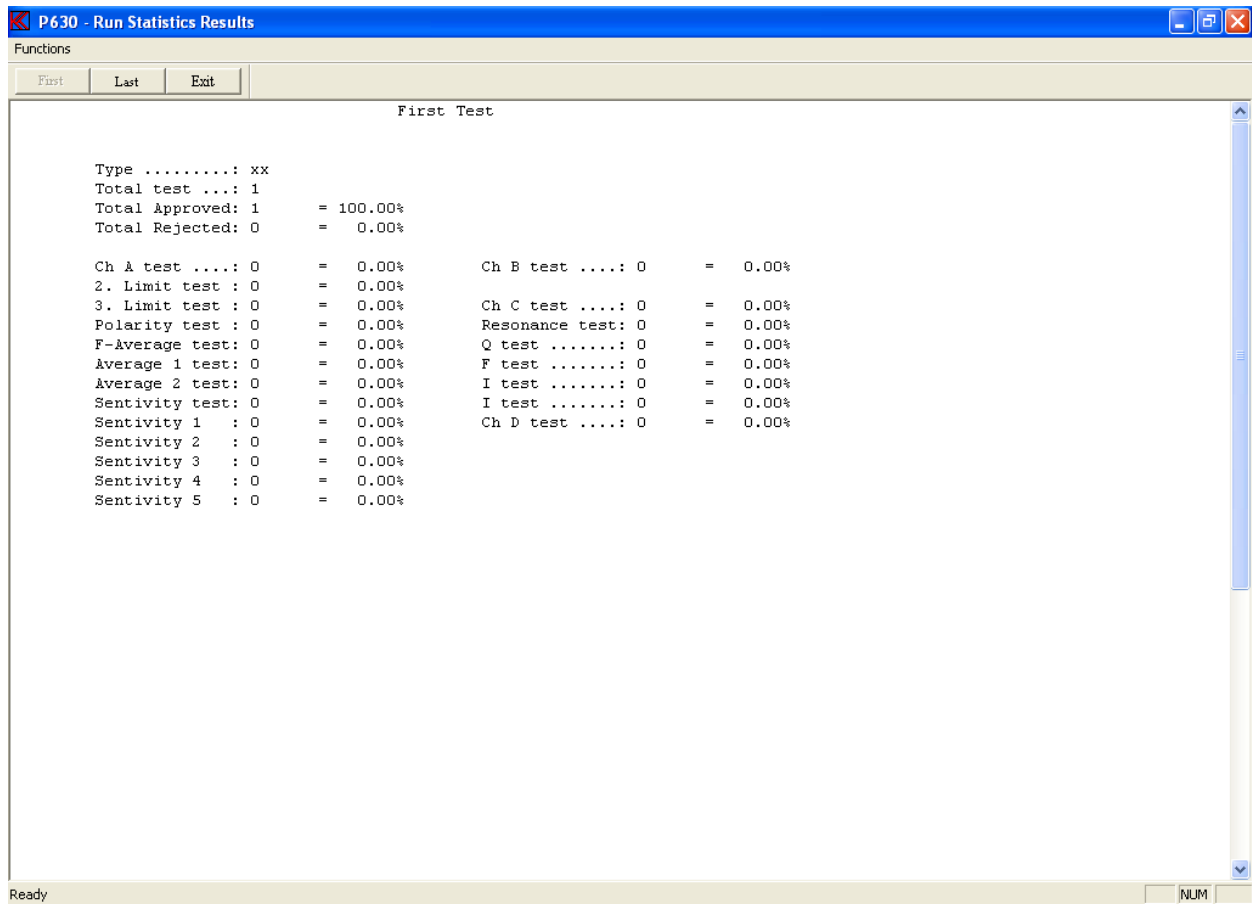 P630 - Run Statistics Results
Functions
First Last Exit
First Test
Type .........: xx
Total test ...: 1
Total Approved: 1 = 100.00%
Total Rejected: 0 = 0.00%
Ch A test ....: 0 = 0.00% Ch B test ....: 0 = 0.00%
2. Limit test : 0 = 0.00%
3. Limit test : 0 = 0.00% Ch C test ....: 0 = 0.00%
Polarity test : 0 = 0.00% Resonance test: 0 = 0.00%
F-Average test: 0 = 0.00% Q test .......: 0 = 0.00%
Average 1 test: 0 = 0.00% F test .......: 0 = 0.00%
Average 2 test: 0 = 0.00% I test .......: 0 = 0.00%
Sentivity test: 0 = 0.00% I test .......: 0 = 0.00%
Sentivity 1 : 0 = 0.00% Ch D test ....: 0 = 0.00%
Sentivity 2 : 0 = 0.00%
Sentivity 3 : 0 = 0.00%
Sentivity 4 : 0 = 0.00%
Sentivity 5 : 0 = 0.00%
Ready NUM